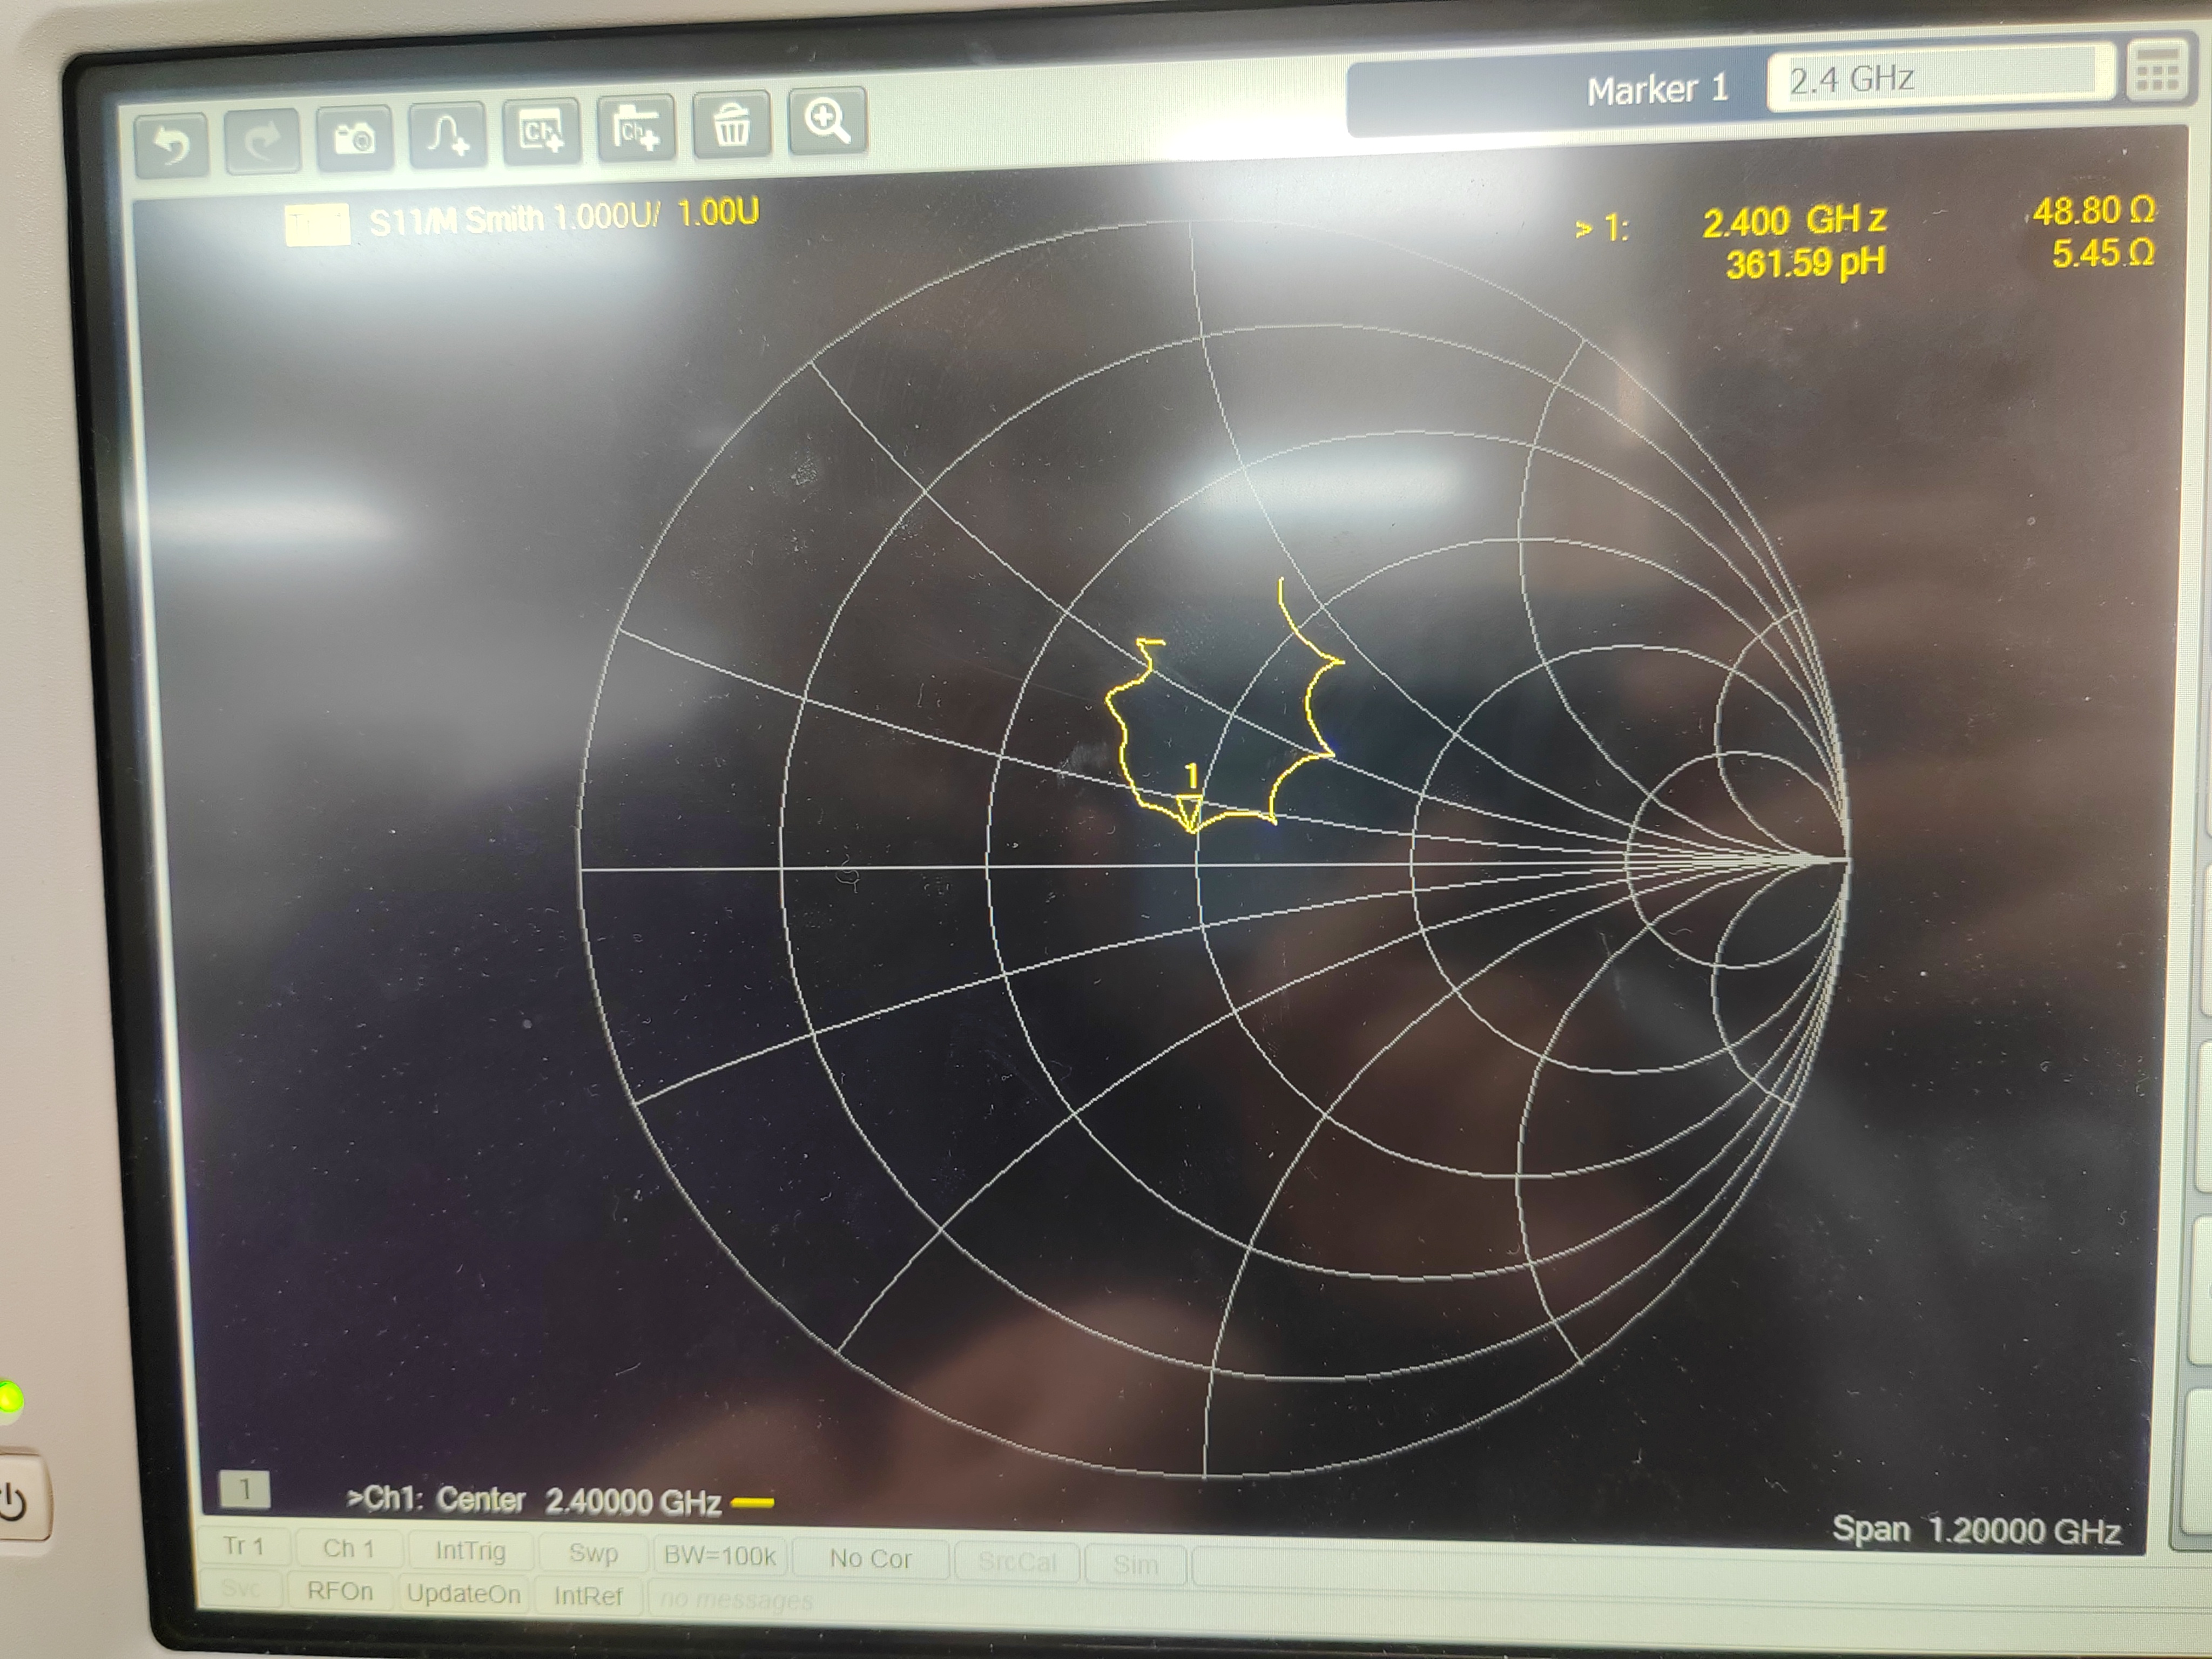 Marker 1 2.4 GHz
Ch
Ch
S11/M Smith 1.000U/ 1.00U
> 1: 2.400 GHz 48.80 Ω
361.59 pH 5.45 Ω
1
1 >Ch1: Center 2.40000 GHz
Span 1.20000 GHz
Tr 1 Ch 1 IntTrig Swp BW=100k No Cor SrcCal Sim
Svc RFOn UpdateOn IntRef no messages